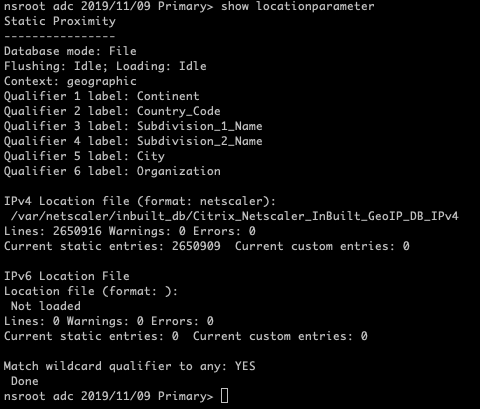 nsroot adc 2019/11/09 Primary> show locationparameter
Static Proximity
----------------
Database mode: File
Flushing: Idle; Loading: Idle
Context: geographic
Qualifier 1 label: Continent
Qualifier 2 label: Country_Code
Qualifier 3 label: Subdivision_1_Name
Qualifier 4 label: Subdivision_2_Name
Qualifier 5 label: City
Qualifier 6 label: Organization
IPv4 Location file (format: netscaler):
/var/netscaler/inbuilt_db/Citrix_Netscaler_InBuilt_GeoIP_DB_IPv4
Lines: 2650916 Warnings: 0 Errors: 0
Current static entries: 2650909  Current custom entries: 0
IPv6 Location File
Location file (format: ):
Not loaded
Lines: 0 Warnings: 0 Errors: 0
Current static entries: 0  Current custom entries: 0
Match wildcard qualifier to any: YES
Done
nsroot adc 2019/11/09 Primary>